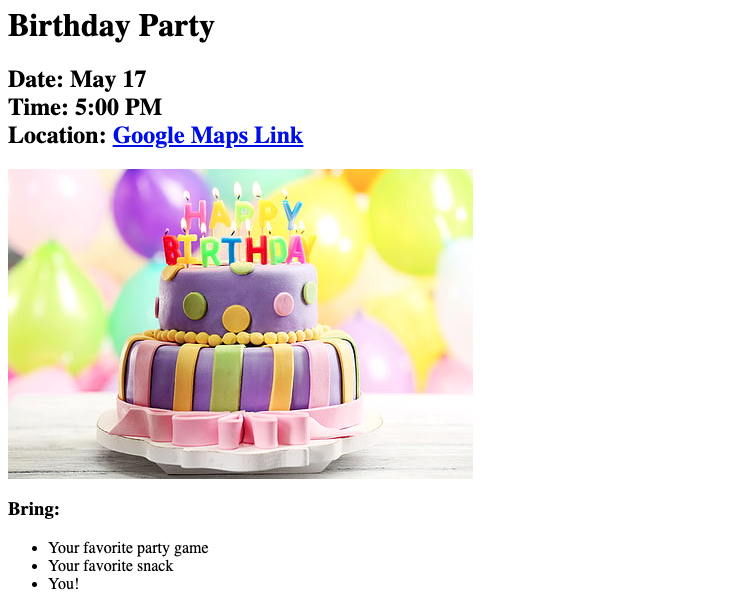 Birthday Party
Date: May 17
Time: 5:00 PM
Location: Google Maps Link
HAPPY
BIRTHDAY
Bring:
Your favorite party game
Your favorite snack
You!